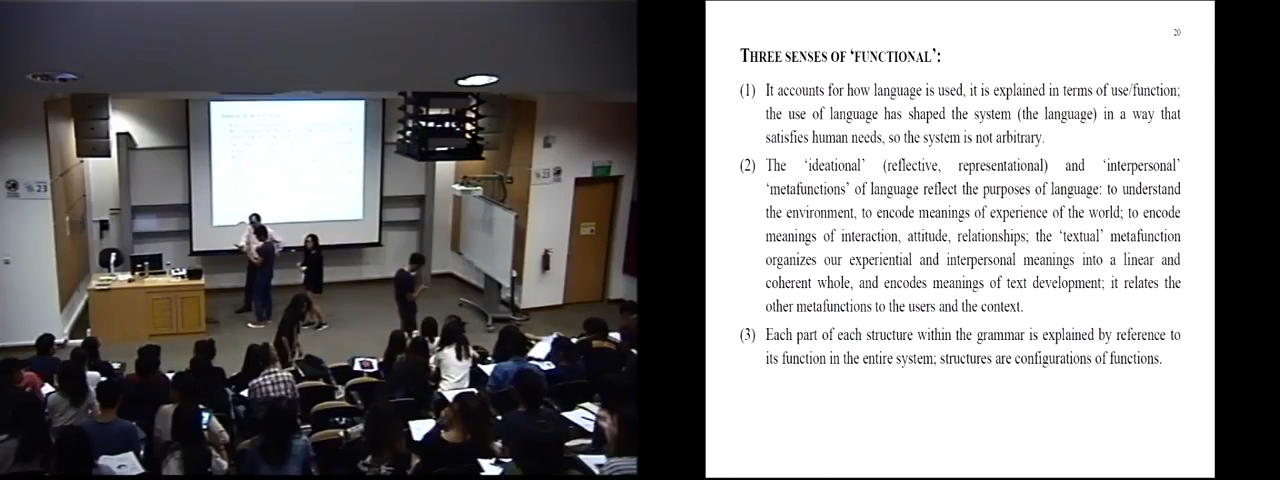 20
THREE SENSES OF ‘FUNCTIONAL’:
(1) It accounts for how language is used, it is explained in terms of use/function;
the use of language has shaped the system (the language) in a way that
satisfies human needs, so the system is not arbitrary.
(2) The ‘ideational’ (reflective, representational) and ‘interpersonal’
‘metafunctions’ of language reflect the purposes of language: to understand
the environment, to encode meanings of experience of the world; to encode
meanings of interaction, attitude, relationships; the ‘textual’ metafunction
organizes our experiential and interpersonal meanings into a linear and
coherent whole, and encodes meanings of text development; it relates the
other metafunctions to the users and the context.
(3) Each part of each structure within the grammar is explained by reference to
its function in the entire system; structures are configurations of functions.
23
23